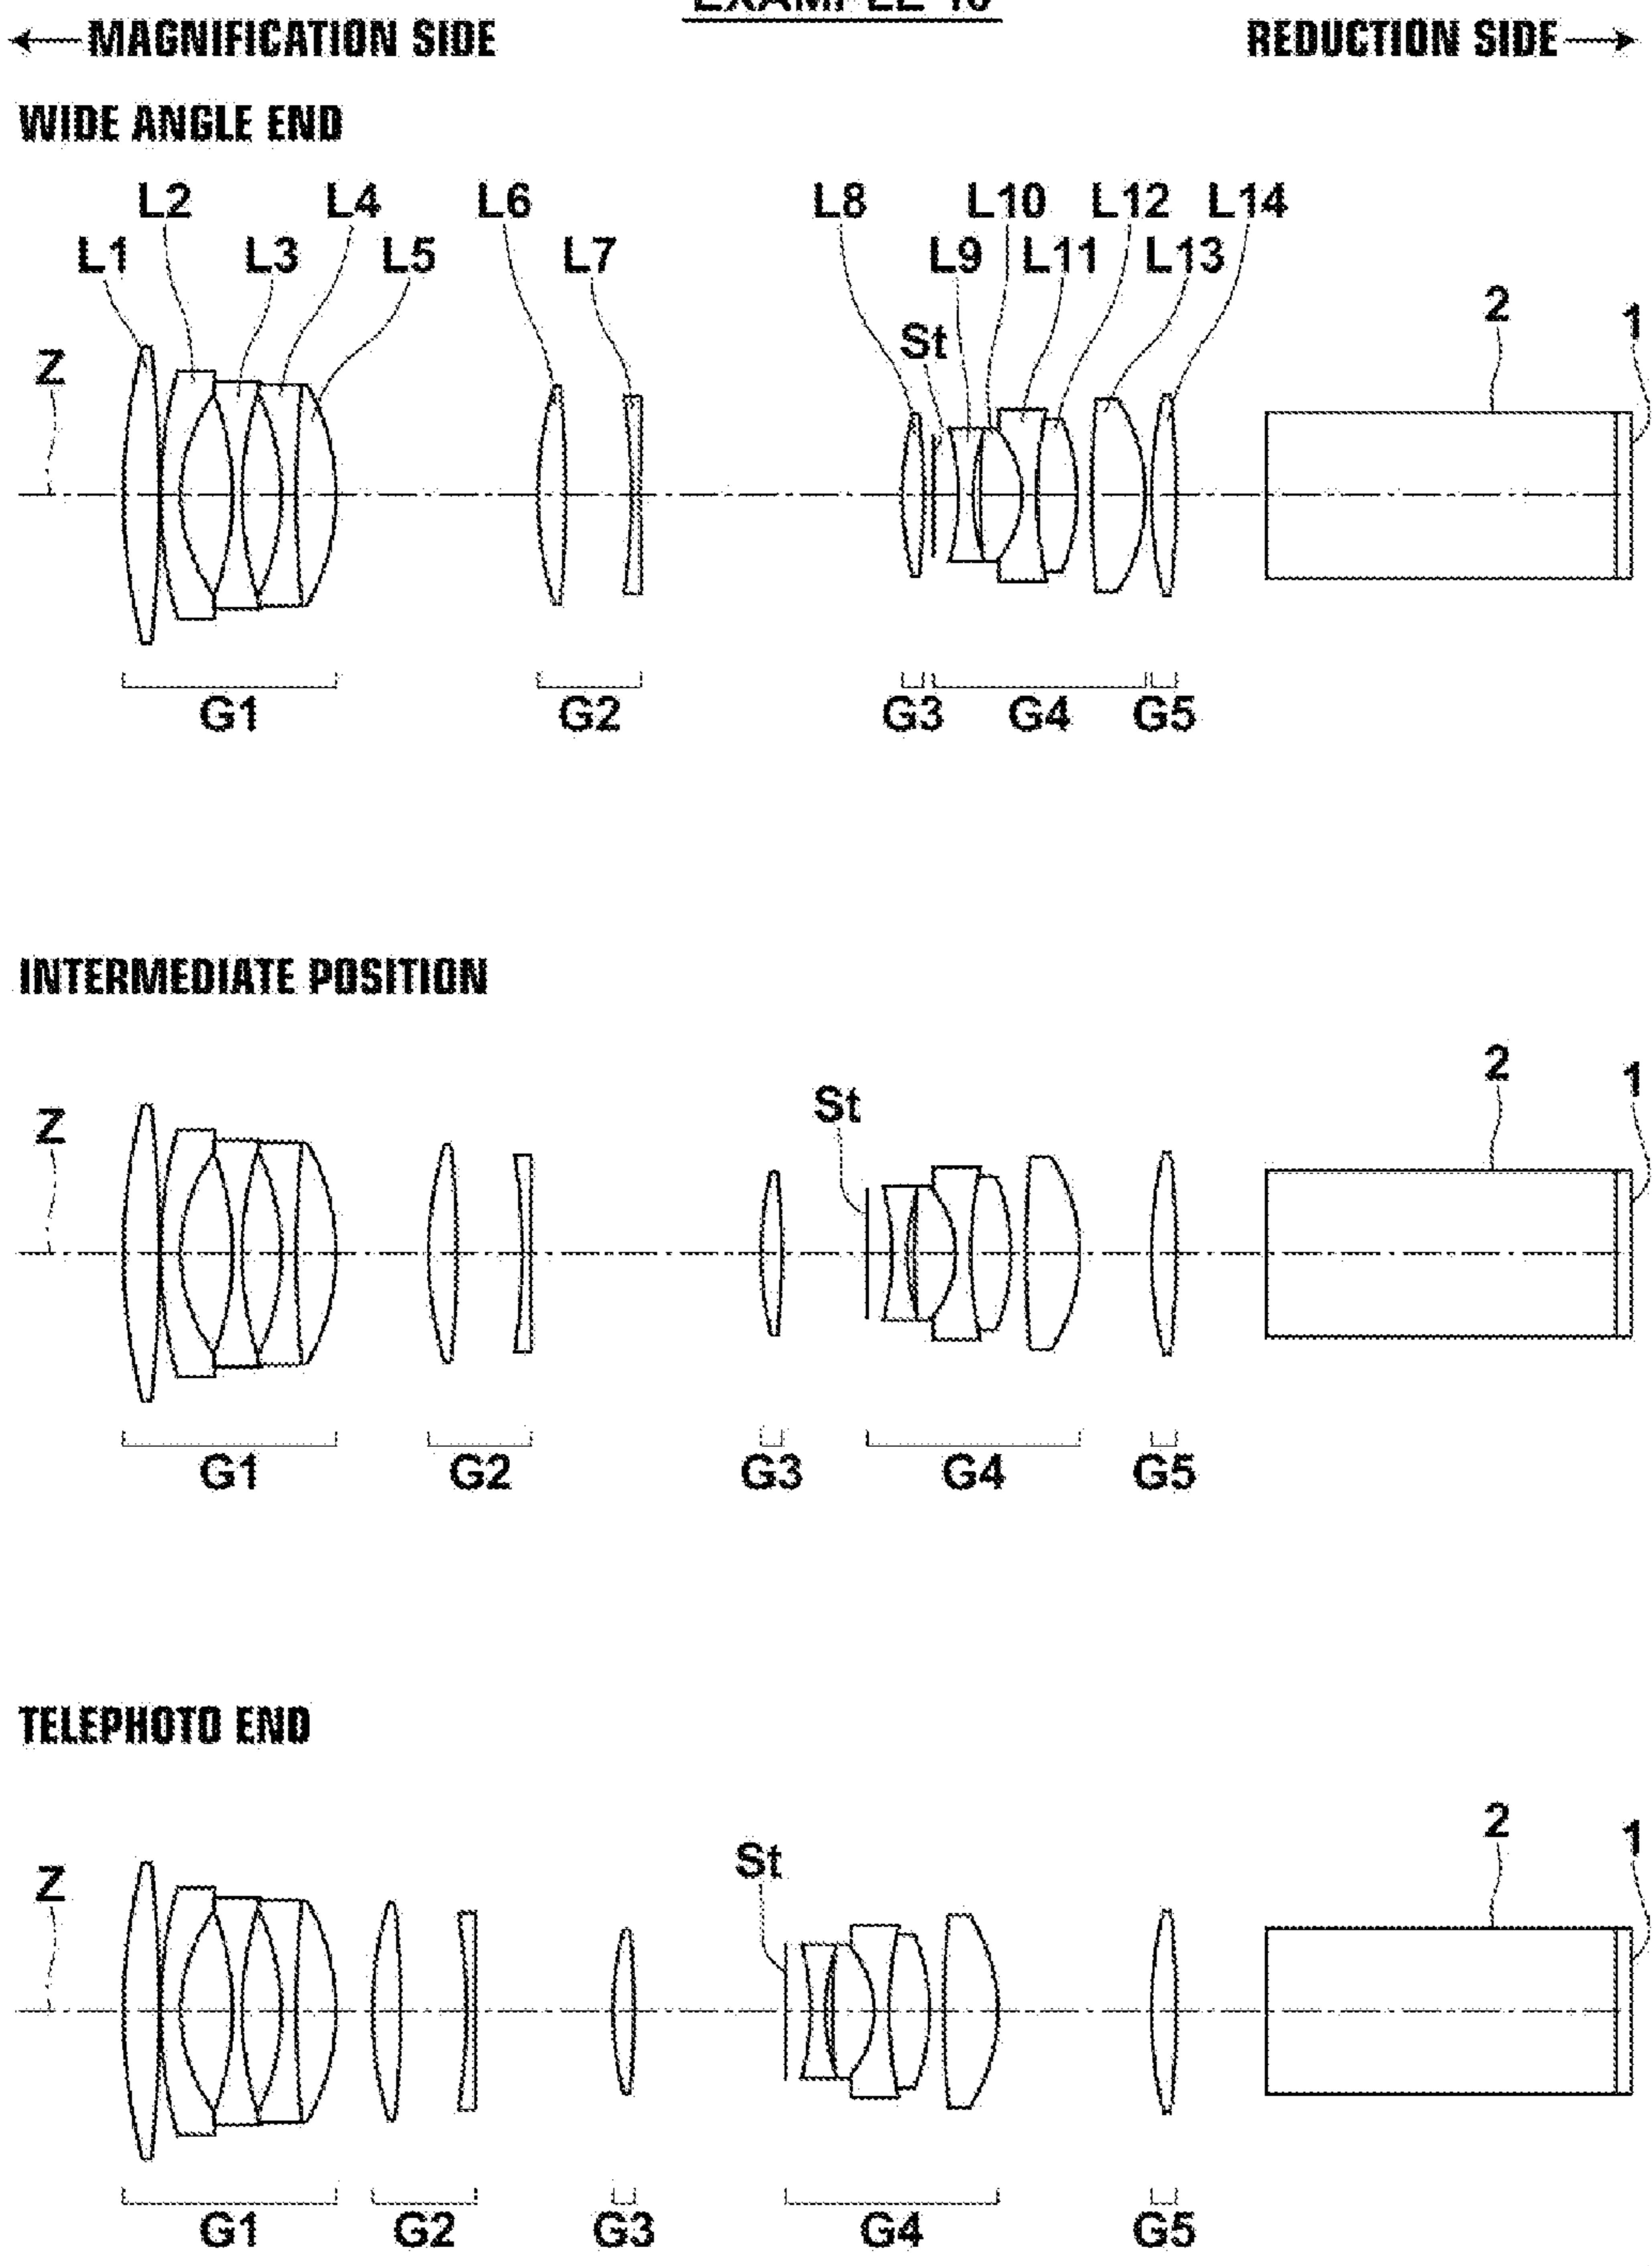 MAGNIFICATION SIDE
REDUCTION SIDE
WIDE ANGLE END
L2 L4 L6 L8 L10 L12 L14
L1 L3 L5 L7 L9 L11 L13
St
2
1
Z
G1 G2 G3 G4 G5
INTERMEDIATE POSITION
2
1
St
Z
G1 G2 G3 G4 G5
TELEPHOTO END
2
1
St
Z
G1 G2 G3 G4 G5